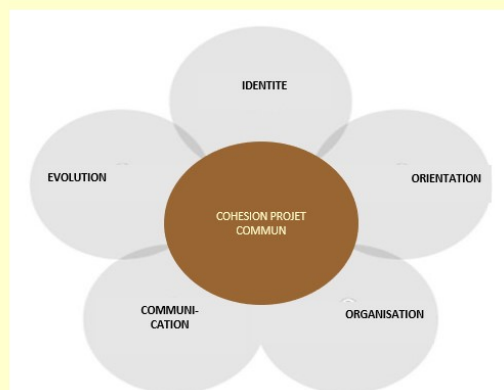 IDENTITE
EVOLUTION
ORIENTATION
COHESION PROJET
COMMUN
COMMUNI-
CATION
ORGANISATION